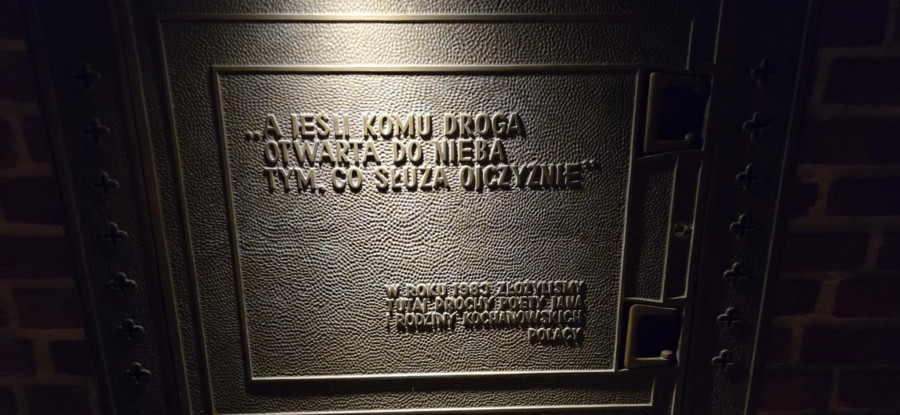 „A JEŚLI KOMU DROGA
OTWARTA DO NIEBA
TYM, CO SŁUŻĄ OJCZYŹNIE“
W ROKU 1983 ZŁOŻYLIŚMY
TUTAJ PROCHY POETY JANA
I RODZINY KOCHANOWSKICH
POLACY